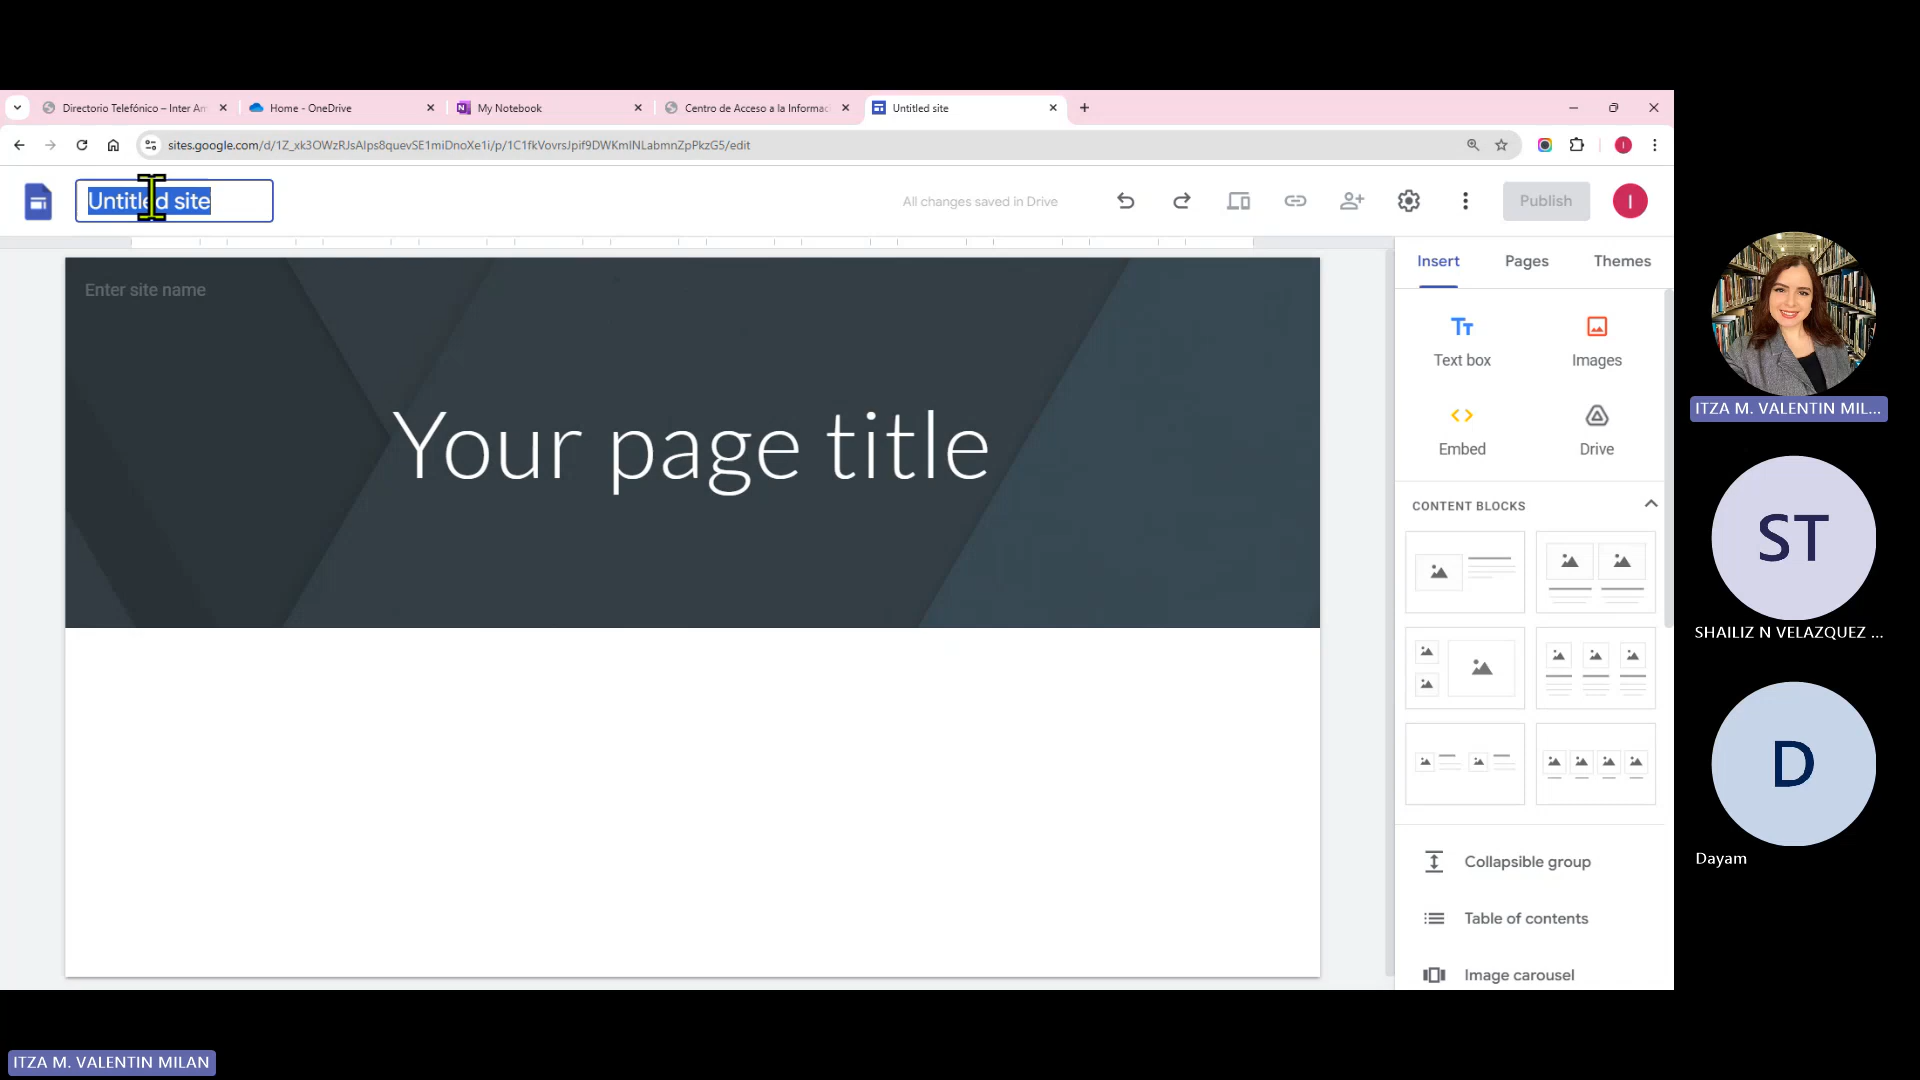 Directorio Telefónico – Inter Am
Home - OneDrive
My Notebook
Centro de Acceso a la Informac
Untitled site
sites.google.com/d/1Z_xk3OWzRJsAIps8quevSE1miDnoXe1i/p/1C1fkVovrsJpif9DWKmlNLabmnZpPkzG5/edit
Untitled site
All changes saved in Drive
Publish
I
Insert
Pages
Themes
Enter site name
Your page title
Text box
Images
Embed
Drive
CONTENT BLOCKS
Collapsible group
Table of contents
Image carousel
ITZA M. VALENTIN MIL...
ST
SHAILIZ N VELAZQUEZ ...
D
Dayam
ITZA M. VALENTIN MILAN